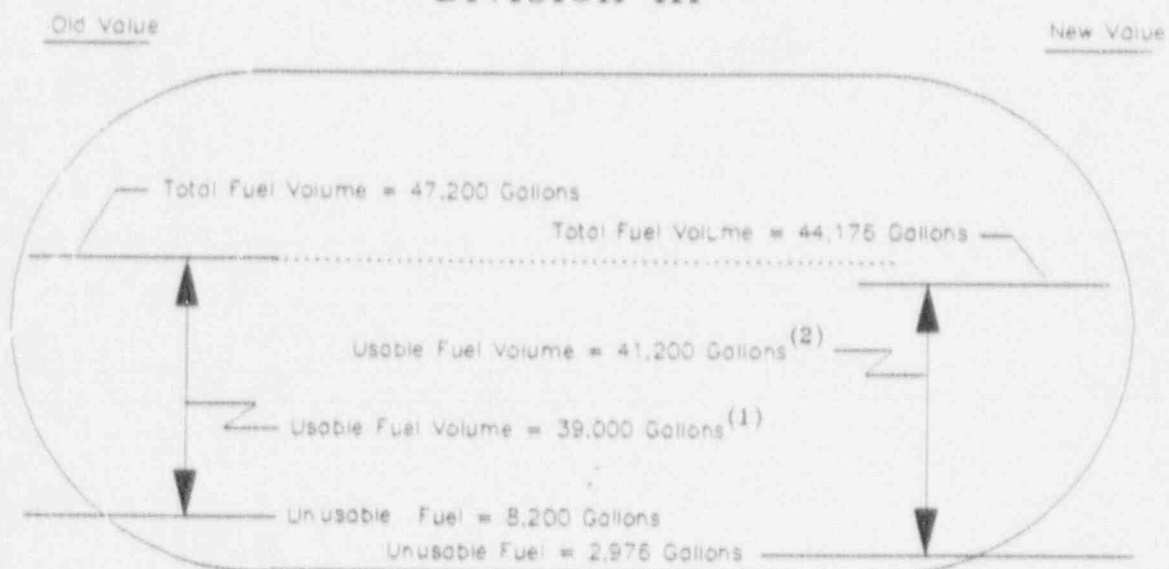 Division III
Old Value
New Value
Total Fuel Volume = 47,200 Gallons
Total Fuel Volume = 44,176 Gallons
Usable Fuel Volume = 41,200 Gallons(2)
Usable Fuel Volume = 39,000 Gallons(1)
Unusable Fuel = 8,200 Gallons
Unusable Fuel = 2,976 Gallons